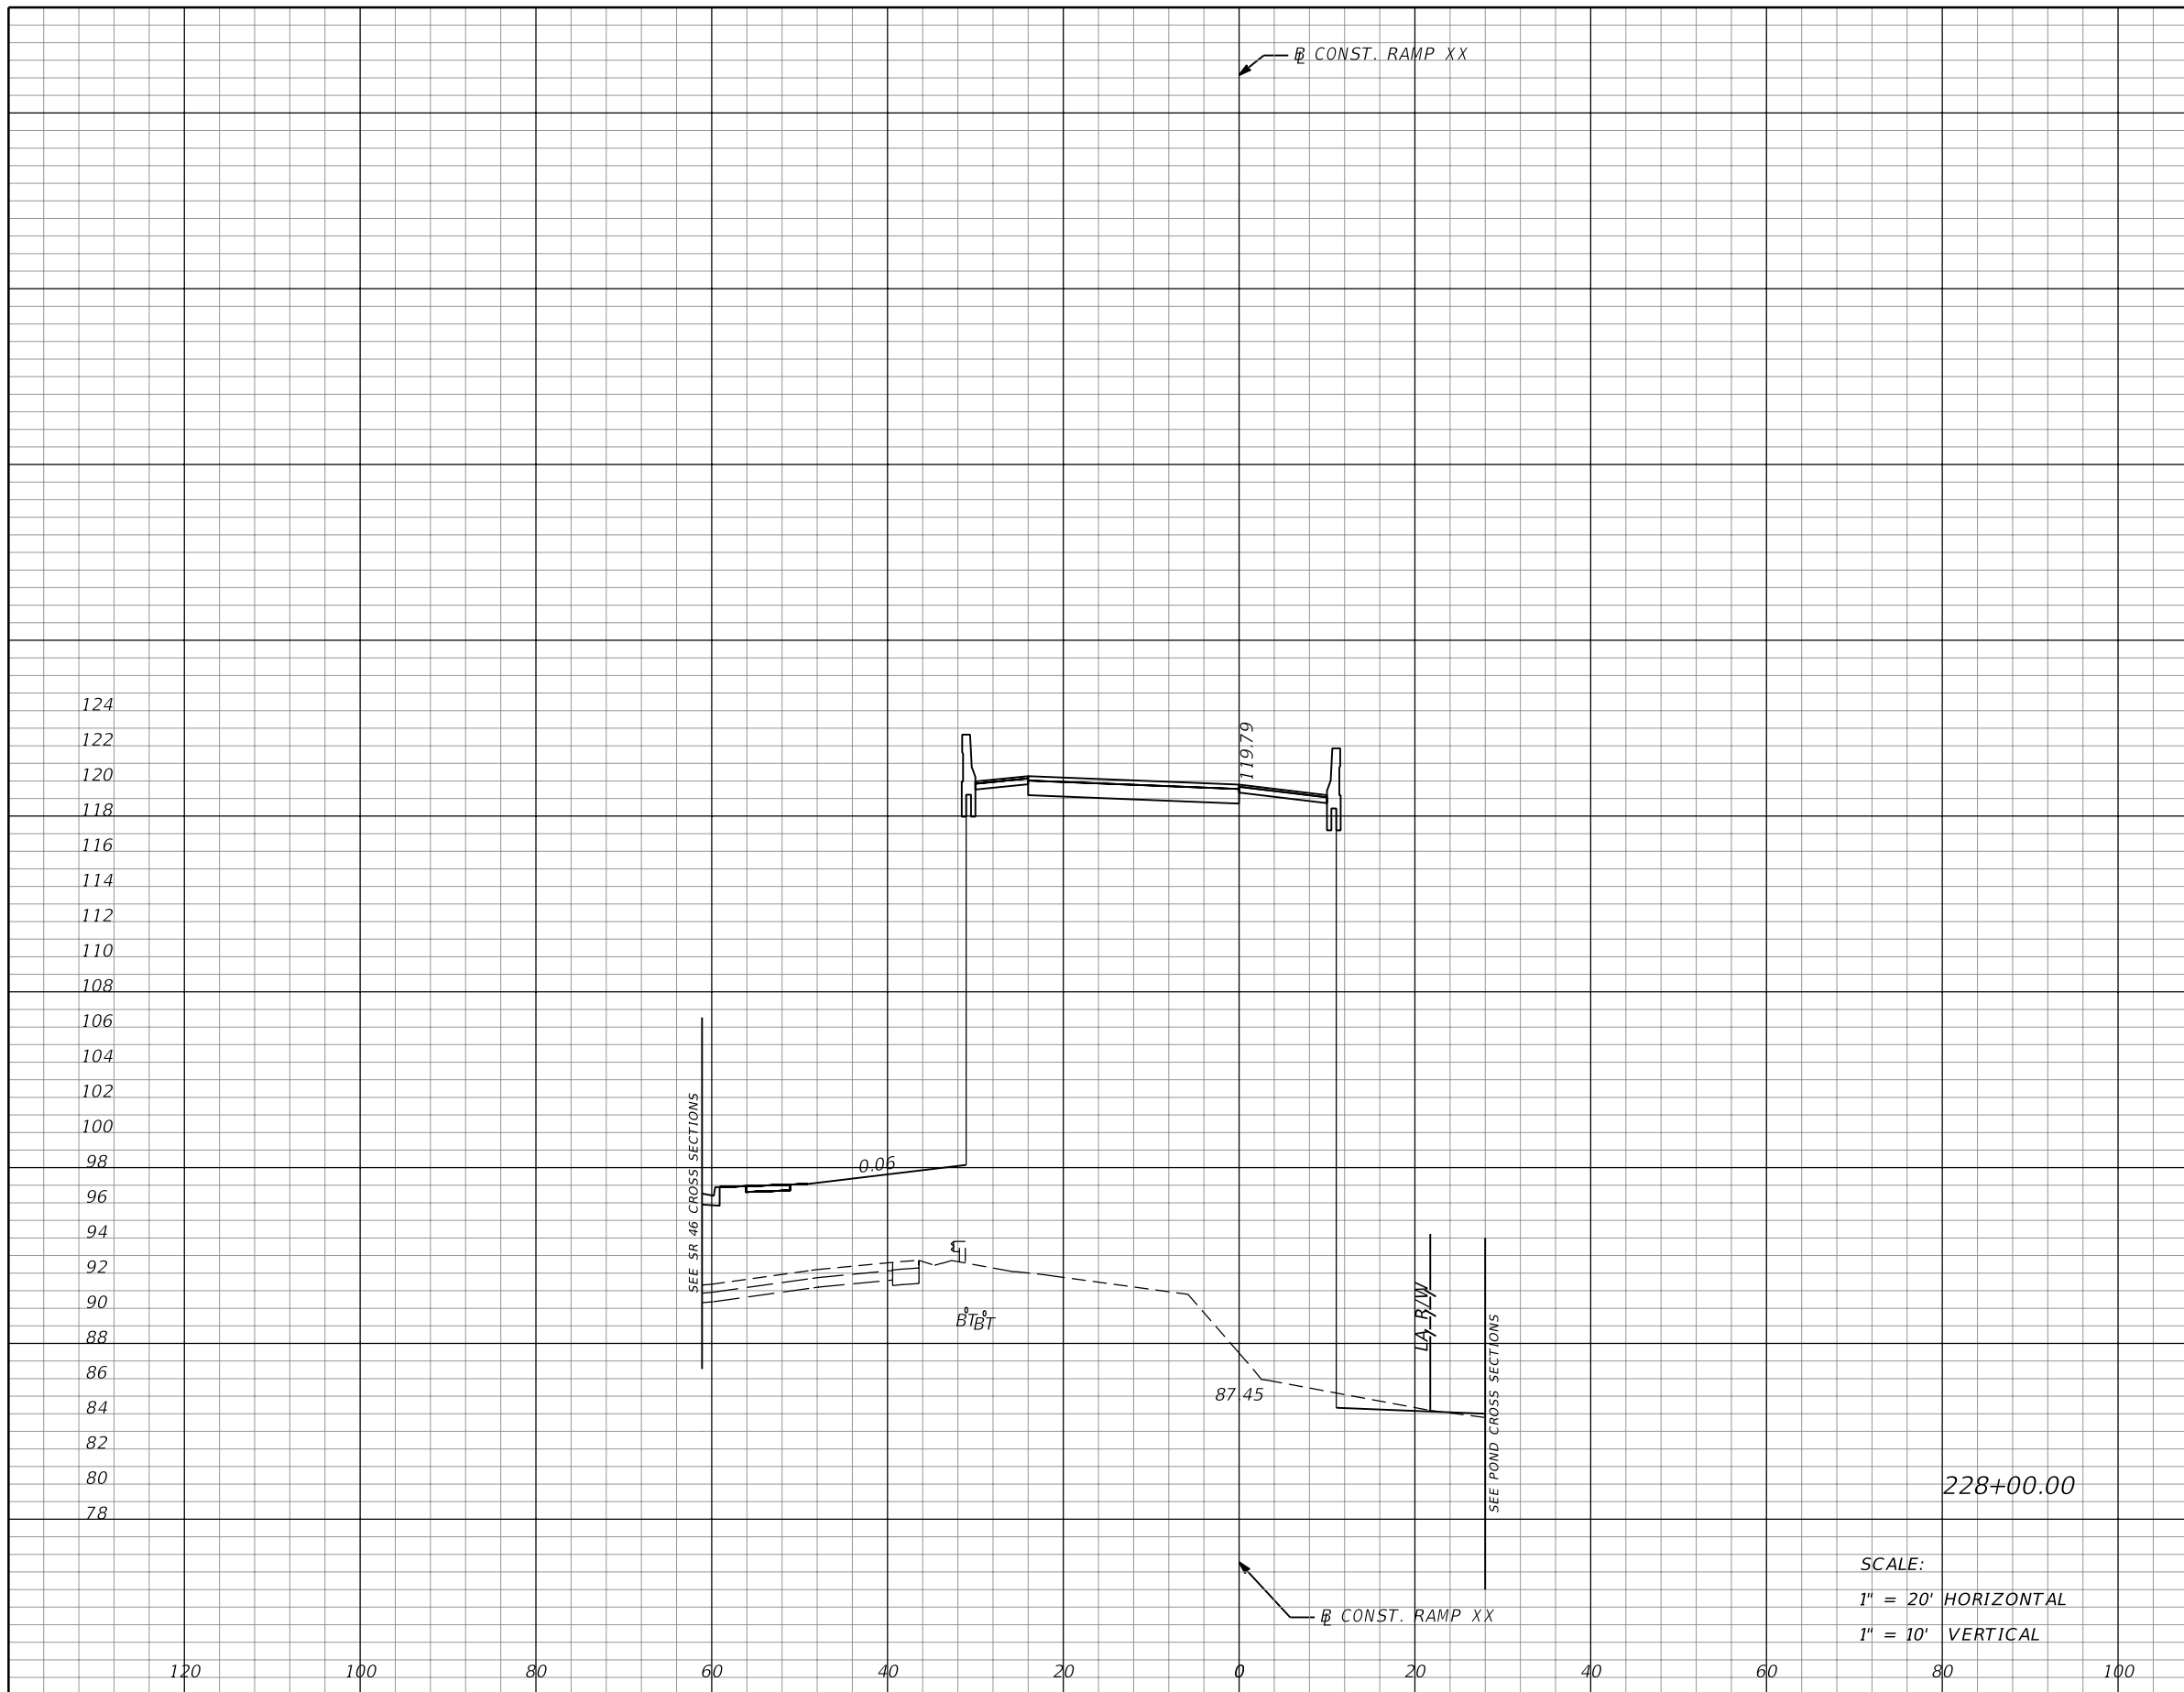 BL CONST. RAMP XX
124
122
119.79
120
118
116
114
112
110
108
106
104
102
100
98
0.06
96
94
92
90
88
86
84
82
80
78
SEE SR 46 CROSS SECTIONS
BT
BT
87.45
LA R/W
SEE POND CROSS SECTIONS
228+00.00
SCALE:
1" = 20' HORIZONTAL
1" = 10' VERTICAL
BL CONST. RAMP XX
120 100 80 60 40 20 0 20 40 60 80 100